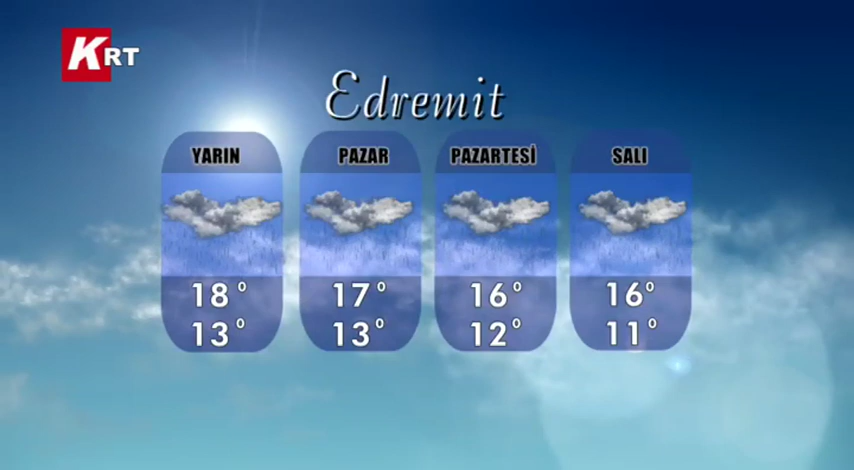 KRT
Edremit
YARIN PAZAR PAZARTESİ SALI
18° 17° 16° 16°
13° 13° 12° 11°